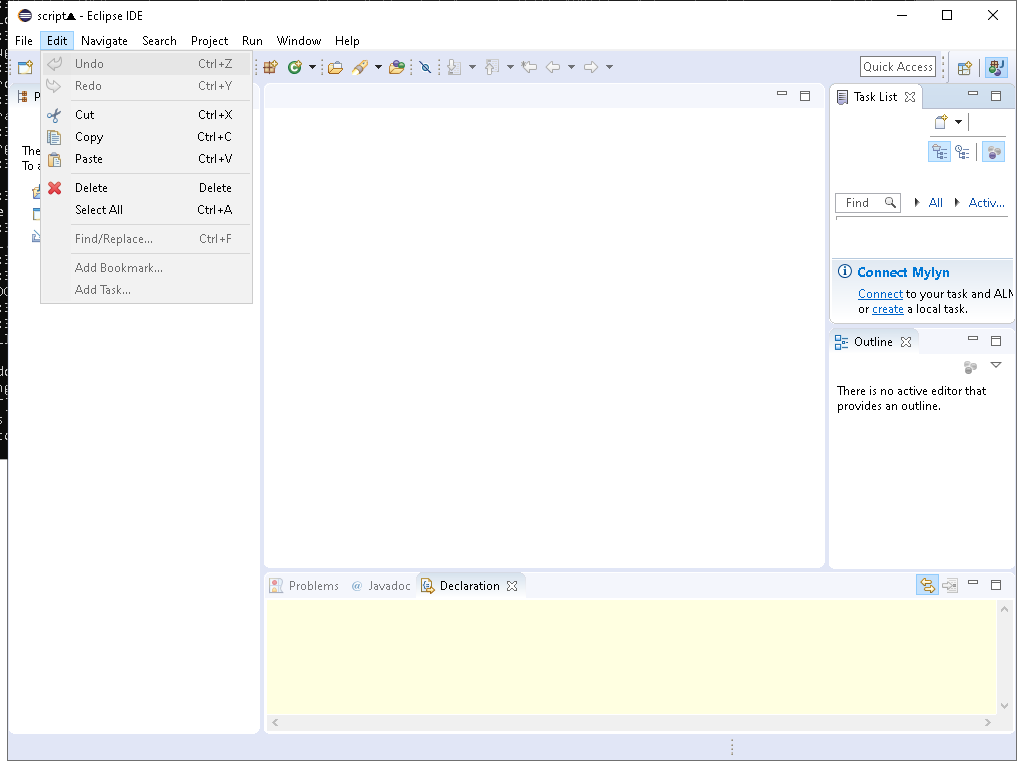 script▲ - Eclipse IDE
File Edit Navigate Search Project Run Window Help
Undo Ctrl+Z
Redo Ctrl+Y
Cut Ctrl+X
Copy Ctrl+C
Paste Ctrl+V
Delete Delete
Select All Ctrl+A
Find/Replace... Ctrl+F
Add Bookmark...
Add Task...
P
The
To a
Quick Access
Task List
Find All Activ...
Connect Mylyn
Connect to your task and ALM
or create a local task.
Outline
There is no active editor that
provides an outline.
Problems @ Javadoc Declaration